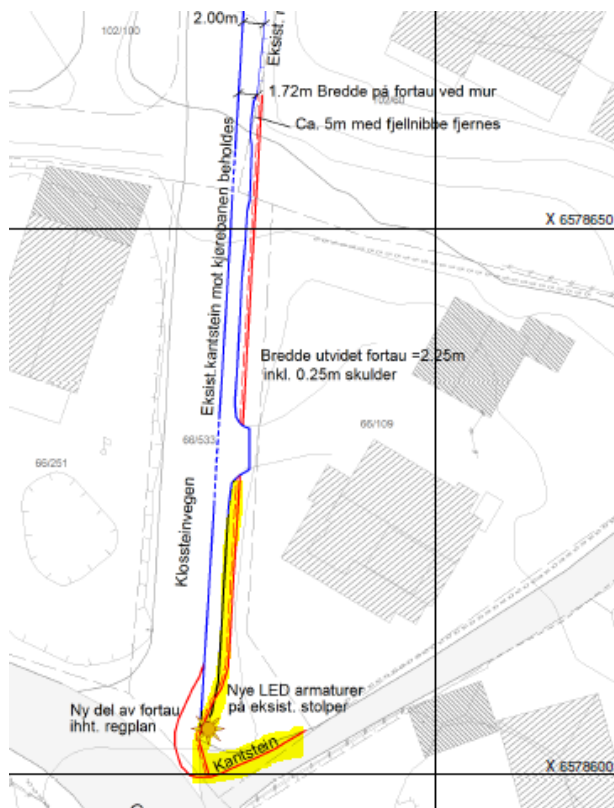 102/100
2.00m
Eksist.
1.72m Bredde på fortau ved mur
102/60
Ca. 5m med fjellnibbe fjernes
Eksist.kantstein mot kjørebanen beholdes
X 6578650
Bredde utvidet fortau =2.25m
inkl. 0.25m skulder
66/533
66/109
66/251
Klossteinvegen
Ny del av fortau
ihht. regplan
Nye LED armaturer
på eksist. stolper
Kantstein
X 6578600